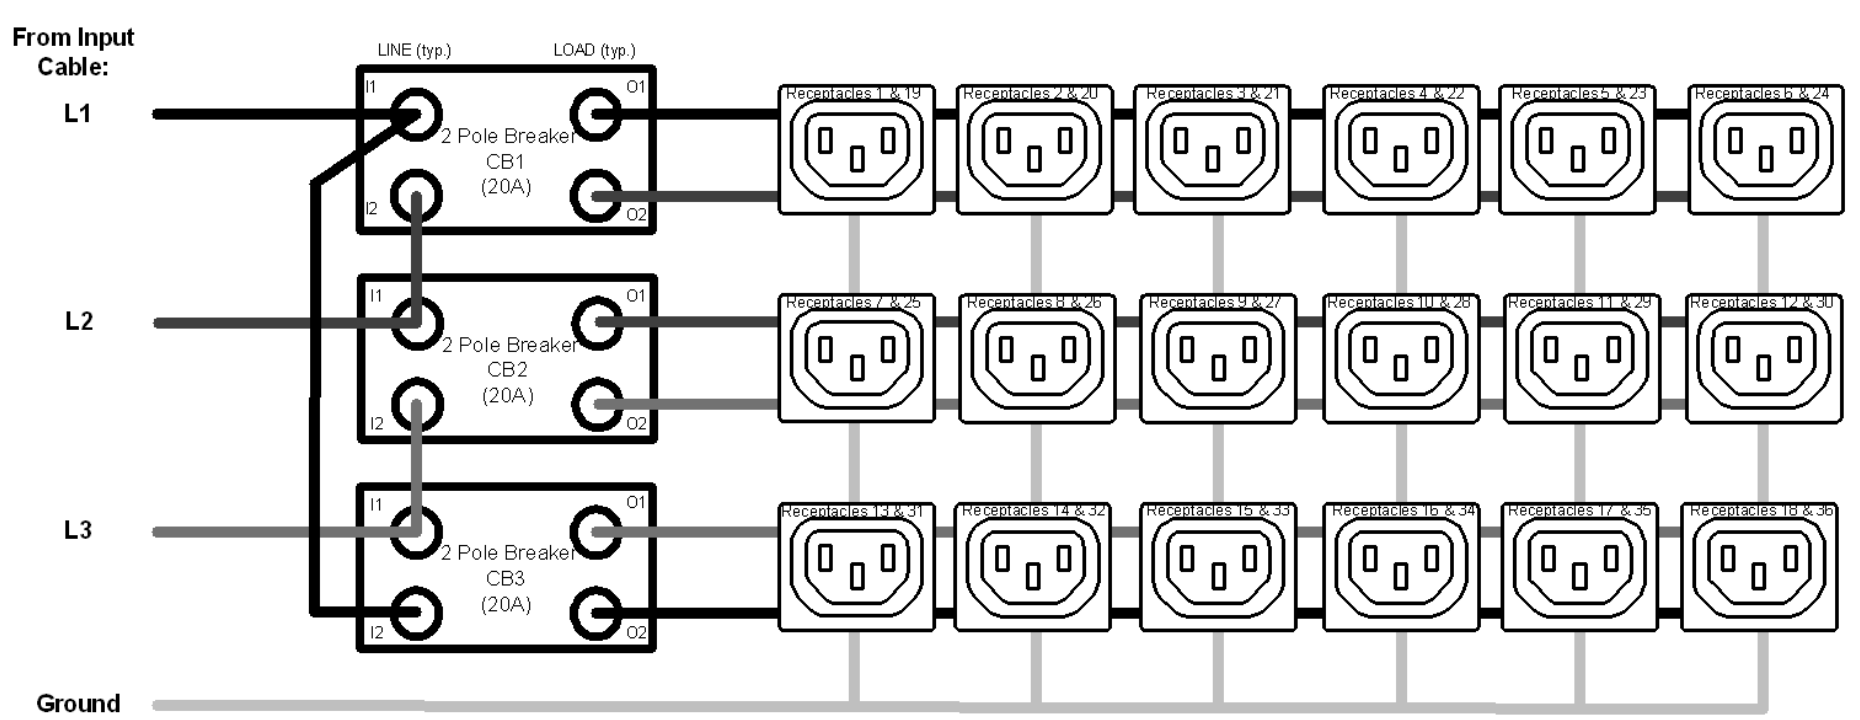 From Input
Cable:
LINE (typ.)
LOAD (typ.)
L1
I1
O1
2 Pole Breaker
CB1
(20A)
I2
O2
Receptacles 1 & 19
Receptacles 2 & 20
Receptacles 3 & 21
Receptacles 4 & 22
Receptacles 5 & 23
Receptacles 6 & 24
L2
I1
O1
2 Pole Breaker
CB2
(20A)
I2
O2
Receptacles 7 & 25
Receptacles 8 & 26
Receptacles 9 & 27
Receptacles 10 & 28
Receptacles 11 & 29
Receptacles 12 & 30
L3
I1
O1
2 Pole Breaker
CB3
(20A)
I2
O2
Receptacles 13 & 31
Receptacles 14 & 32
Receptacles 15 & 33
Receptacles 16 & 34
Receptacles 17 & 35
Receptacles 18 & 36
Ground